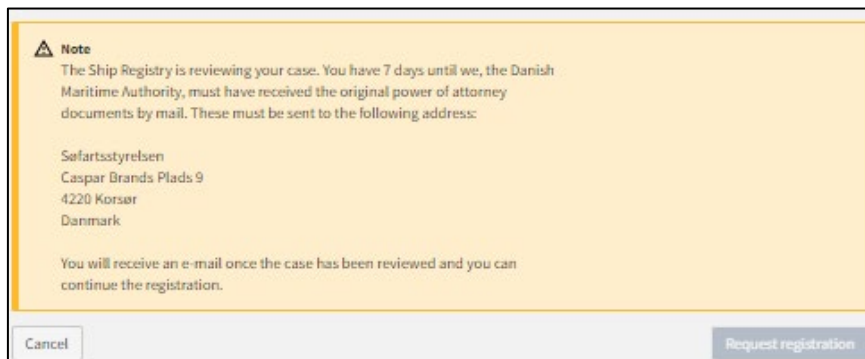 Note
The Ship Registry is reviewing your case. You have 7 days until we, the Danish
Maritime Authority, must have received the original power of attorney
documents by mail. These must be sent to the following address:
Søfartsstyrelsen
Caspar Brands Plads 9
4220 Korsør
Danmark
You will receive an e-mail once the case has been reviewed and you can
continue the registration.
Cancel
Request registration